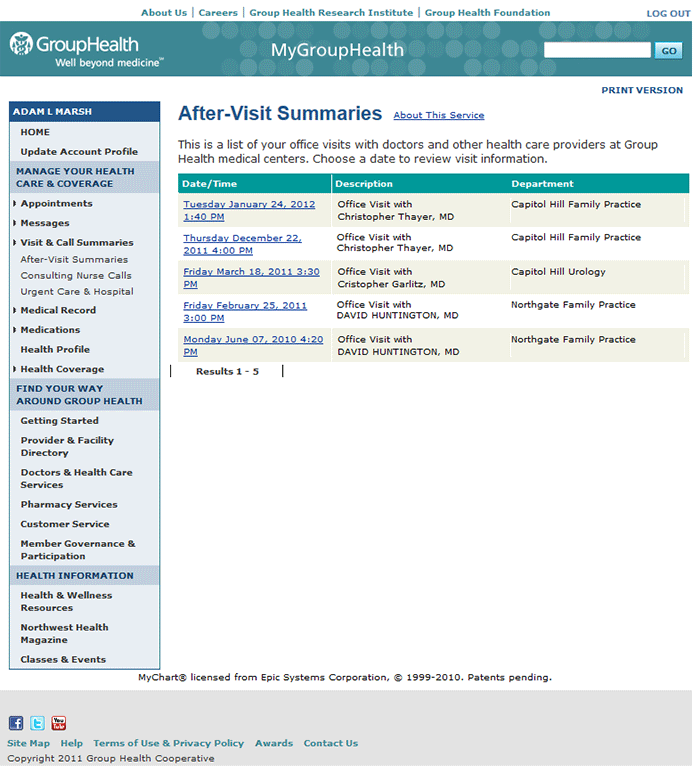 About Us | Careers | Group Health Research Institute | Group Health Foundation
LOG OUT
GroupHealth
Well beyond medicine℠
MyGroupHealth
GO
PRINT VERSION
ADAM L MARSH
HOME
Update Account Profile
MANAGE YOUR HEALTH
CARE & COVERAGE
Appointments
Messages
Visit & Call Summaries
After-Visit Summaries
Consulting Nurse Calls
Urgent Care & Hospital
Medical Record
Medications
Health Profile
Health Coverage
FIND YOUR WAY
AROUND GROUP HEALTH
Getting Started
Provider & Facility
Directory
Doctors & Health Care
Services
Pharmacy Services
Customer Service
Member Governance &
Participation
HEALTH INFORMATION
Health & Wellness
Resources
Northwest Health
Magazine
Classes & Events
After-Visit Summaries About This Service
This is a list of your office visits with doctors and other health care providers at Group
Health medical centers. Choose a date to review visit information.
Date/Time Description Department
Tuesday January 24, 2012 Office Visit with Capitol Hill Family Practice
1:40 PM Christopher Thayer, MD
Thursday December 22, Office Visit with Capitol Hill Family Practice
2011 4:00 PM Christopher Thayer, MD
Friday March 18, 2011 3:30 Office Visit with Capitol Hill Urology
PM Cristopher Garlitz, MD
Friday February 25, 2011 Office Visit with Northgate Family Practice
3:00 PM DAVID HUNTINGTON, MD
Monday June 07, 2010 4:20 Office Visit with Northgate Family Practice
PM DAVID HUNTINGTON, MD
Results 1 - 5
MyChart® licensed from Epic Systems Corporation, © 1999-2010. Patents pending.
You Tube
Site Map Help Terms of Use & Privacy Policy Awards Contact Us
Copyright 2011 Group Health Cooperative